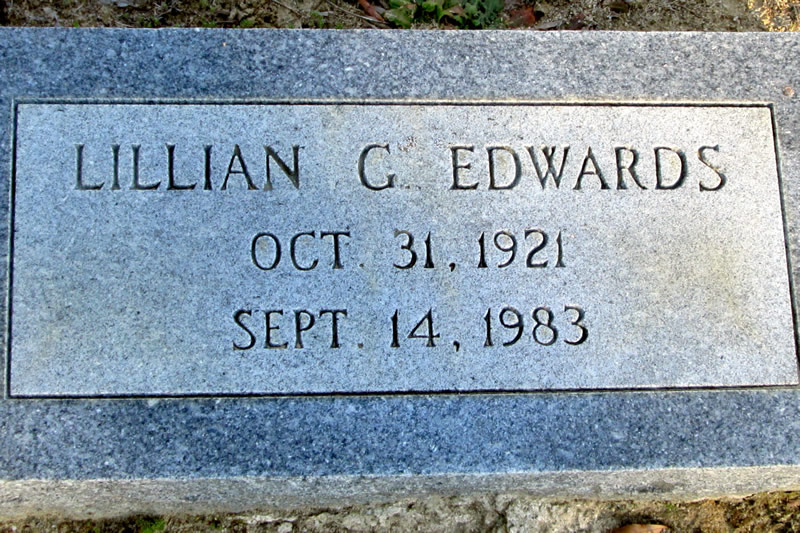 LILLIAN G. EDWARDS
OCT. 31, 1921
SEPT. 14, 1983